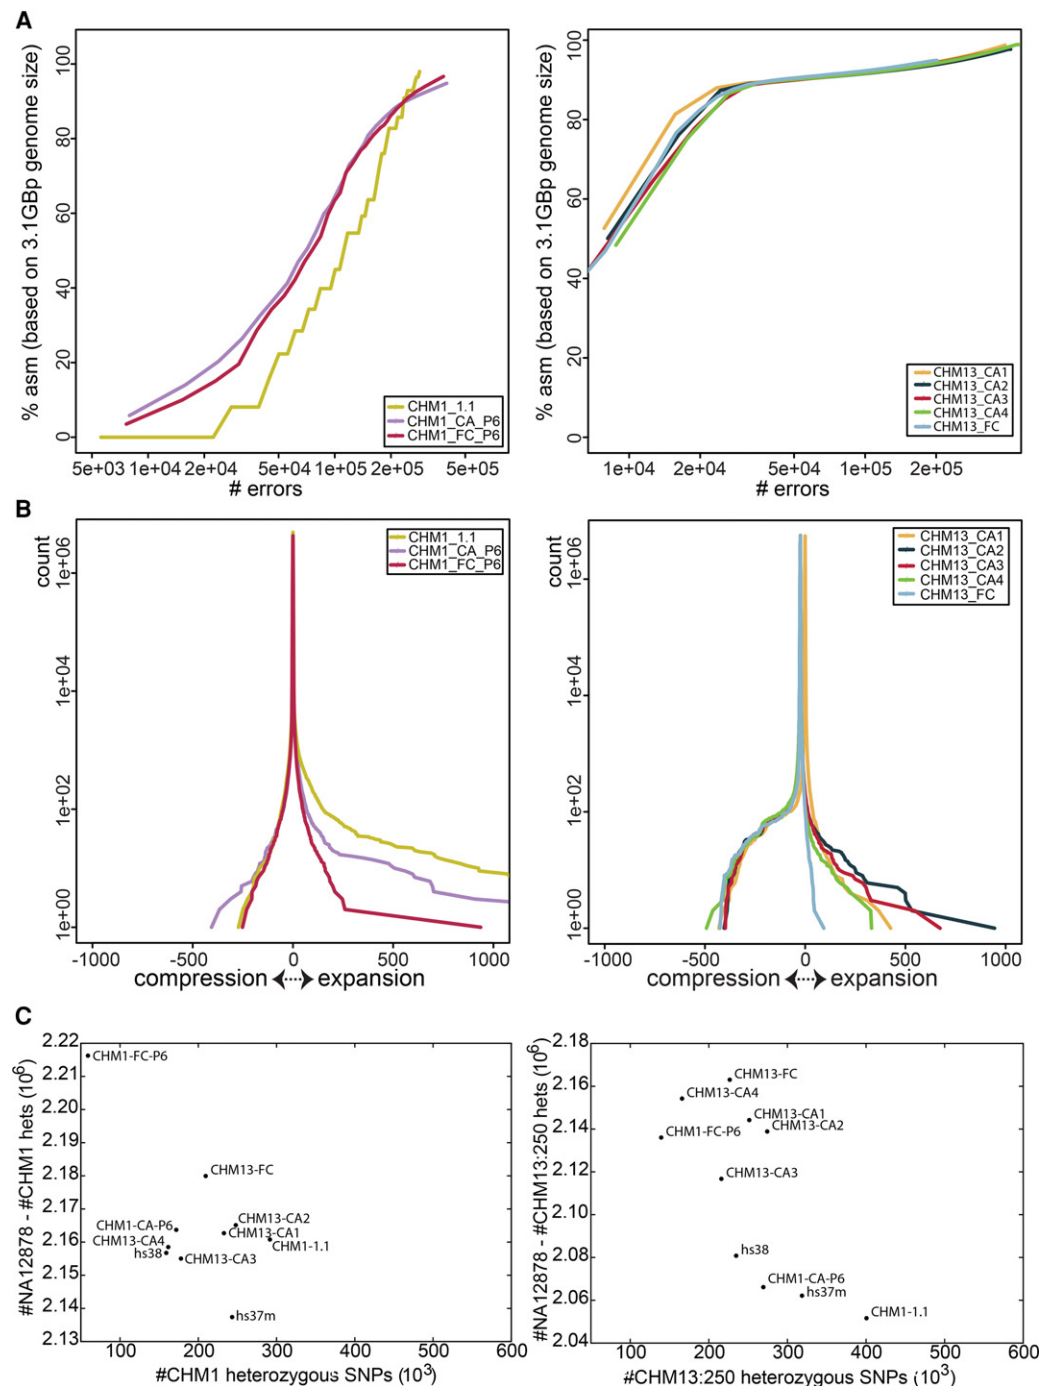 A
% asm (based on 3.1GBp genome size)
100
80
60
40
20
0
CHM1_1.1
CHM1_CA_P6
CHM1_FC_P6
5e+03 1e+04 2e+04 5e+04 1e+05 2e+05 5e+05
# errors
% asm (based on 3.1GBp genome size)
100
80
60
40
20
0
CHM13_CA1
CHM13_CA2
CHM13_CA3
CHM13_CA4
CHM13_FC
1e+04 2e+04 5e+04 1e+05 2e+05
# errors
B
count
1e+06
1e+04
1e+02
1e+00
CHM1_1.1
CHM1_CA_P6
CHM1_FC_P6
-1000 -500 0 500 1000
compression expansion
count
1e+06
1e+04
1e+02
1e+00
CHM13_CA1
CHM13_CA2
CHM13_CA3
CHM13_CA4
CHM13_FC
-1000 -500 0 500 1000
compression expansion
C
#NA12878 - #CHM1 hets (10^6)
2.22
2.21
2.20
2.19
2.18
2.17
2.16
2.15
2.14
2.13
CHM1-FC-P6
CHM13-FC
CHM13-CA2
CHM1-CA-P6
CHM13-CA1
CHM13-CA4
CHM1-1.1
hs38
CHM13-CA3
hs37m
100 200 300 400 500 600
#CHM1 heterozygous SNPs (10^3)
#NA12878 - #CHM13:250 hets (10^6)
2.18
2.16
2.14
2.12
2.10
2.08
2.06
2.04
CHM13-FC
CHM13-CA4
CHM13-CA1
CHM13-CA2
CHM1-FC-P6
CHM13-CA3
hs38
CHM1-CA-P6
hs37m
CHM1-1.1
100 200 300 400 500 600
#CHM13:250 heterozygous SNPs (10^3)